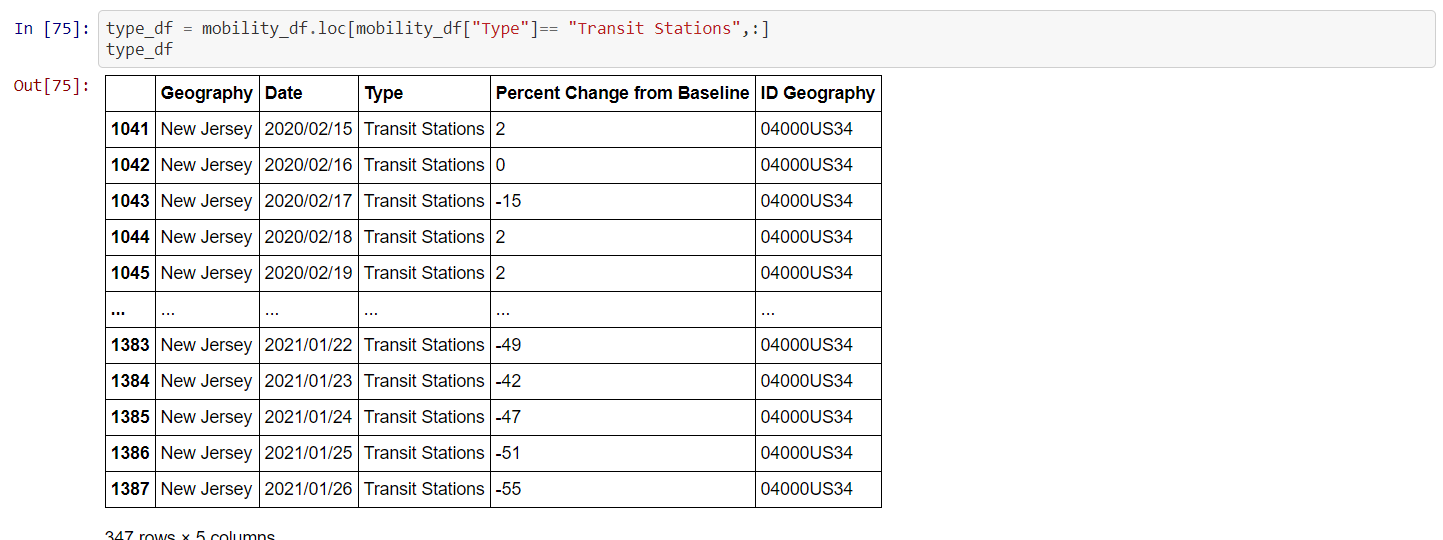 In [75]: type_df = mobility_df.loc[mobility_df["Type"]== "Transit Stations",:]
type_df
Out[75]:
Geography Date Type Percent Change from Baseline ID Geography
1041 New Jersey 2020/02/15 Transit Stations 2 04000US34
1042 New Jersey 2020/02/16 Transit Stations 0 04000US34
1043 New Jersey 2020/02/17 Transit Stations -15 04000US34
1044 New Jersey 2020/02/18 Transit Stations 2 04000US34
1045 New Jersey 2020/02/19 Transit Stations 2 04000US34
... ... ... ... ... ...
1383 New Jersey 2021/01/22 Transit Stations -49 04000US34
1384 New Jersey 2021/01/23 Transit Stations -42 04000US34
1385 New Jersey 2021/01/24 Transit Stations -47 04000US34
1386 New Jersey 2021/01/25 Transit Stations -51 04000US34
1387 New Jersey 2021/01/26 Transit Stations -55 04000US34
347 rows × 5 columns